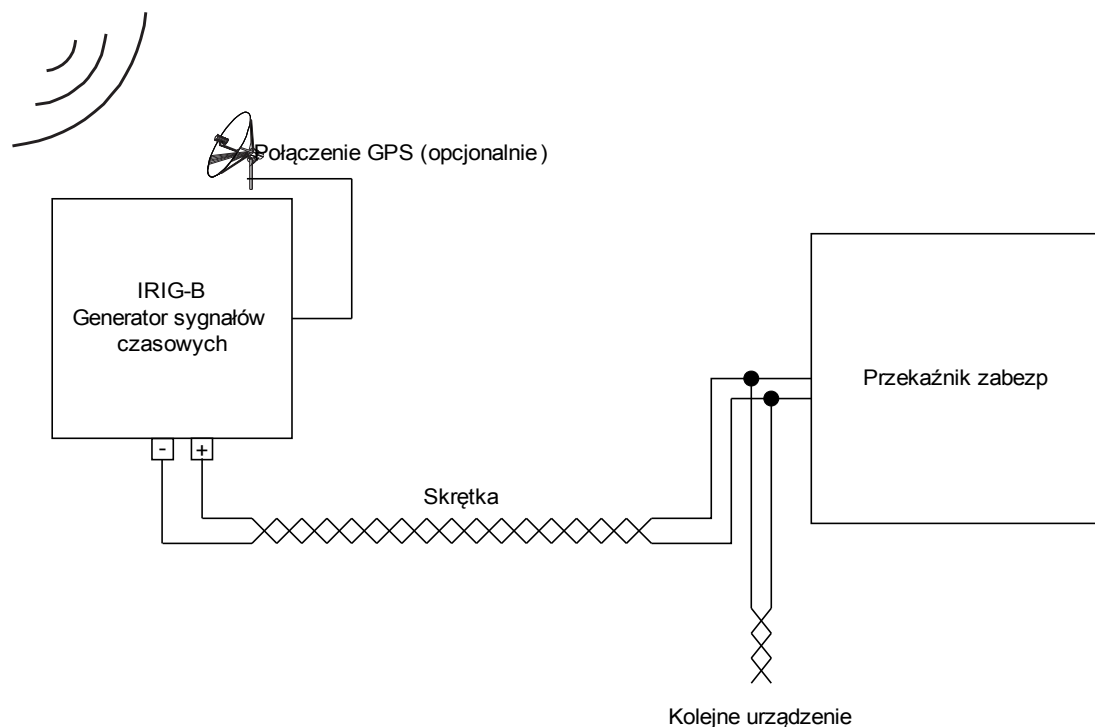 Połączenie GPS (opcjonalnie)
IRIG-B
Generator sygnałów
czasowych
Przekaźnik zabezp
- +
Skrętka
Kolejne urządzenie